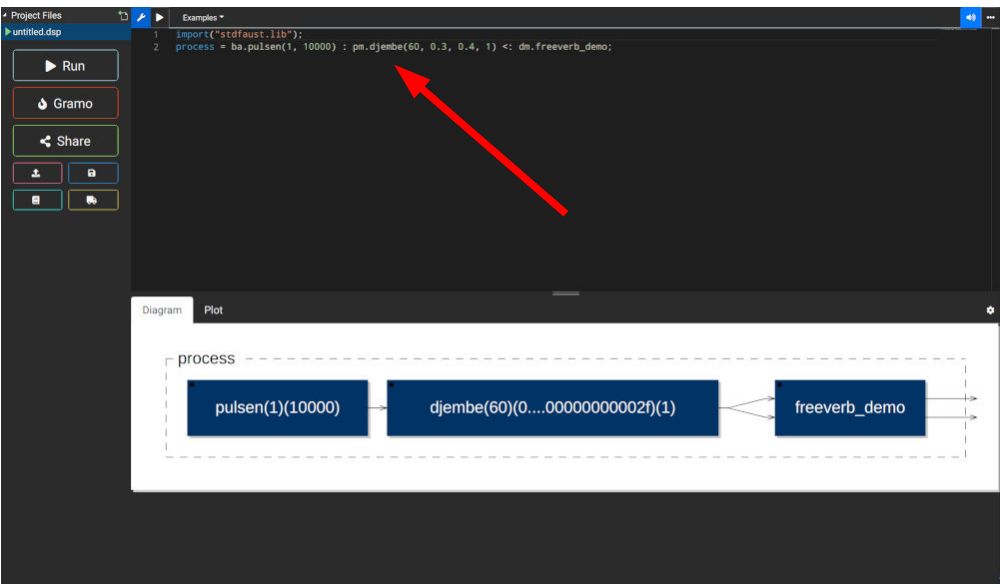 Project Files
Examples
untitled.dsp
1 import("stdfaust.lib");
2 process = ba.pulsen(1, 10000) : pm.djembe(60, 0.3, 0.4, 1) <: dm.freeverb_demo;
Run
Gramo
Share
Diagram Plot
process
pulsen(1)(10000) djembe(60)(0....00000000002f)(1) freeverb_demo